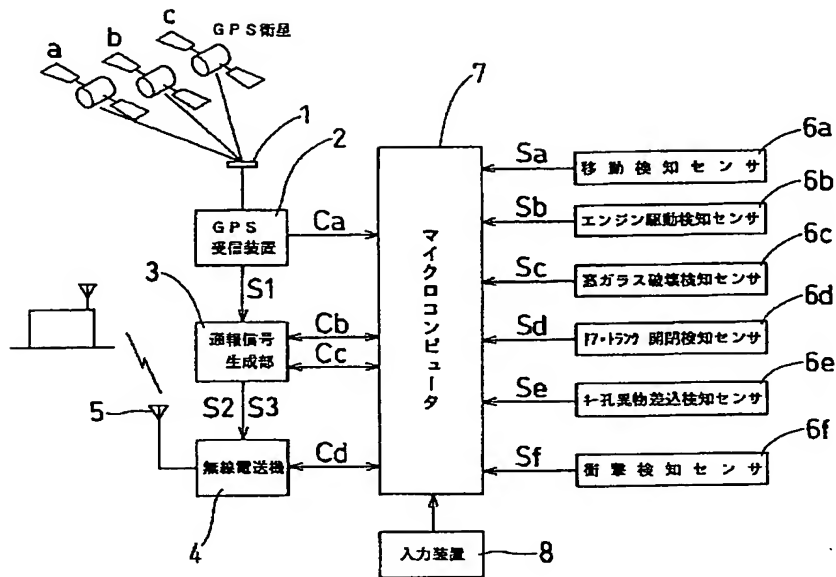 c
GPS衛星
b
a
7
1
2
GPS
受信装置
Ca
3
S1
通報信号
生成部
Cb
Cc
5
S2
S3
無線電送機
Cd
4
マイクロコンピュータ
入力装置
8
Sa
移動検知センサ
6a
Sb
エンジン駆動検知センサ
6b
Sc
窓ガラス破壊検知センサ
6c
Sd
ドア・トランク開閉検知センサ
6d
Se
キー孔異物差込検知センサ
6e
Sf
衝撃検知センサ
6f